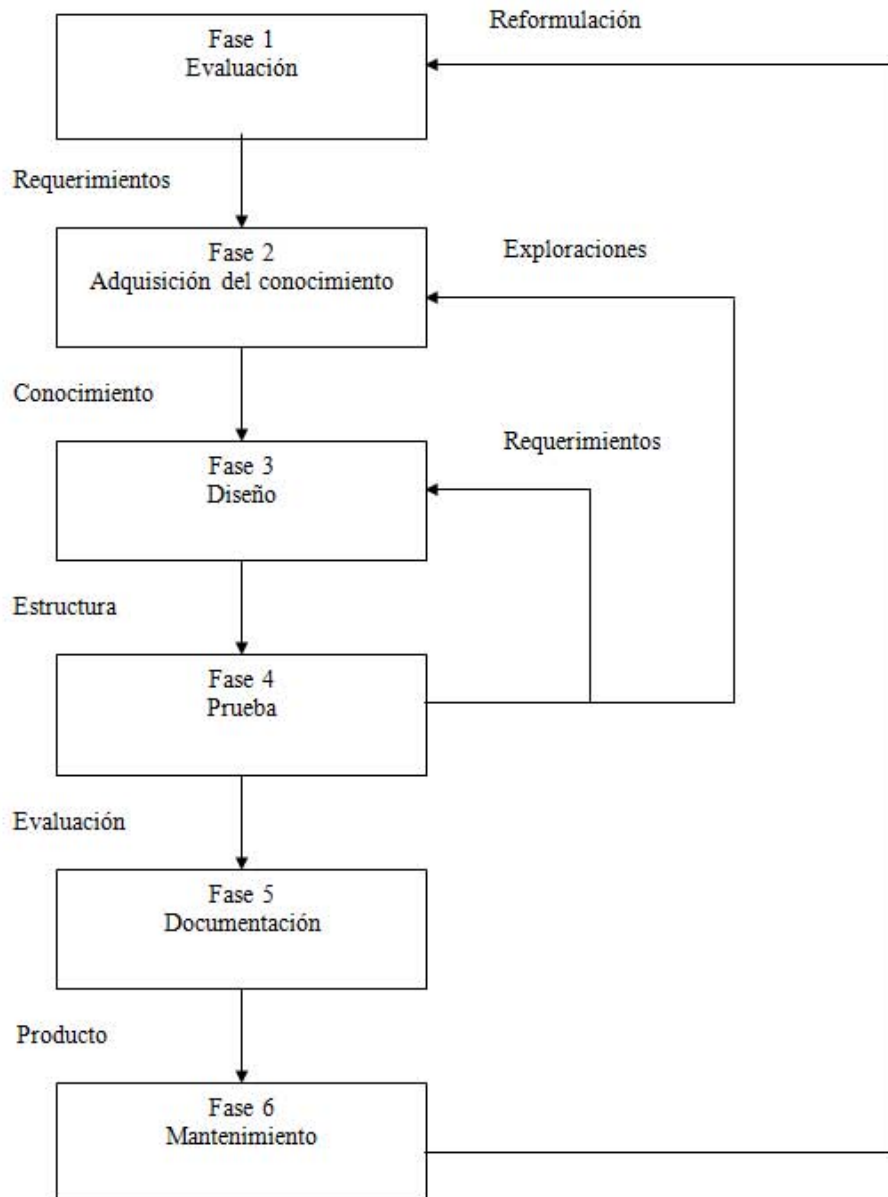 Reformulación
Fase 1
Evaluación
Requerimientos
Fase 2
Adquisición del conocimiento
Exploraciones
Conocimiento
Requerimientos
Fase 3
Diseño
Estructura
Fase 4
Prueba
Evaluación
Fase 5
Documentación
Producto
Fase 6
Mantenimiento